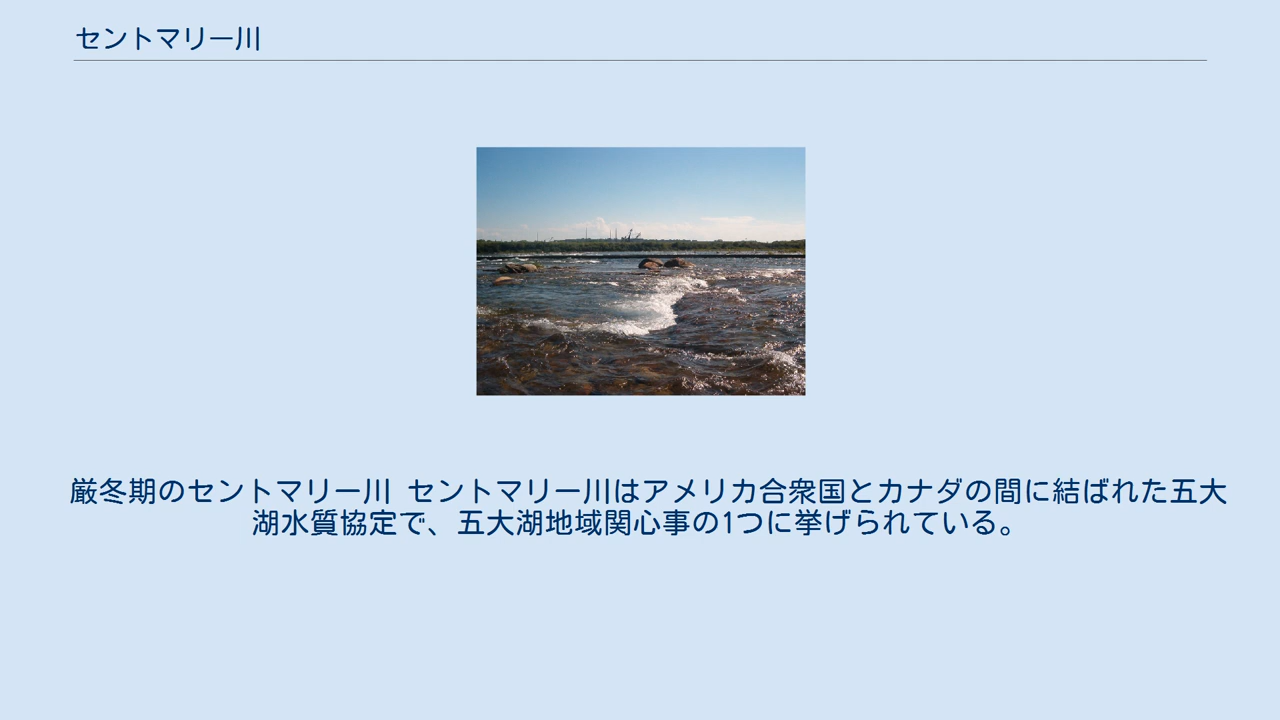 セントマリー川
厳冬期のセントマリー川 セントマリー川はアメリカ合衆国とカナダの間に結ばれた五大
湖水質協定で、五大湖地域関心事の1つに挙げられている。